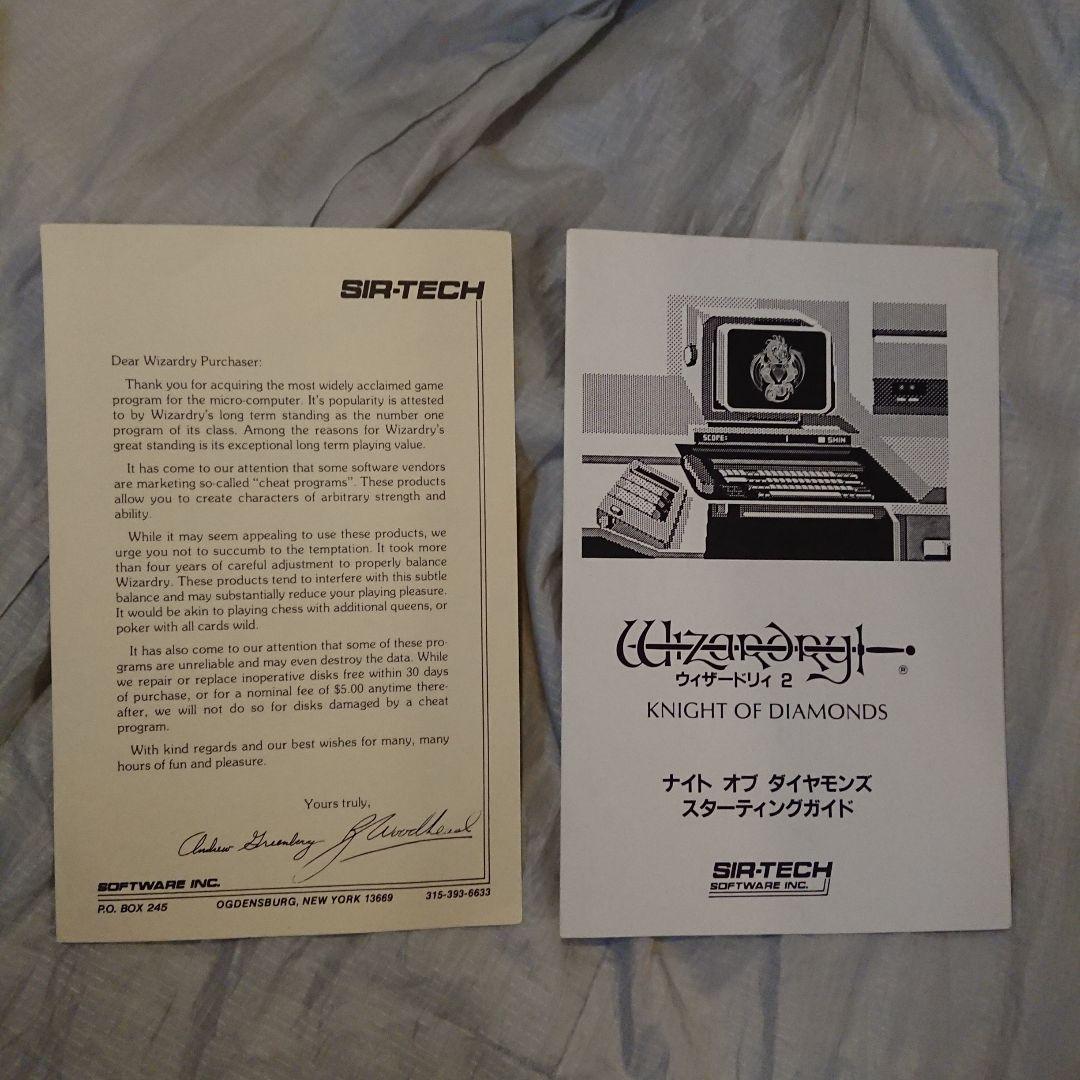 SIR-TECH
Dear Wizardry Purchaser:
Thank you for acquiring the most widely acclaimed game
program for the micro-computer. It's popularity is attested
to by Wizardry's long term standing as the number one
program of its class. Among the reasons for Wizardry's
great standing is its exceptional long term playing value.
It has come to our attention that some software vendors
are marketing so-called "cheat programs". These products
allow you to create characters of arbitrary strength and
ability.
While it may seem appealing to use these products, we
urge you not to succumb to the temptation. It took more
than four years of careful adjustment to properly balance
Wizardry. These products tend to interfere with this subtle
balance and may substantially reduce your playing pleasure.
It would be akin to playing chess with additional queens, or
poker with all cards wild.
It has also come to our attention that some of these pro-
grams are unreliable and may even destroy the data. While
we repair or replace inoperative disks free within 30 days
of purchase, or for a nominal fee of $5.00 anytime there-
after, we will not do so for disks damaged by a cheat
program.
With kind regards and our best wishes for many, many
hours of fun and pleasure.
Yours truly,
Andrew Greenberg R Woodhead
SOFTWARE INC.
P.O. BOX 245 OGDENSBURG, NEW YORK 13669 315-393-6633
SCOPE: SHIN
Wizardry ®
ウィザードリィ 2
KNIGHT OF DIAMONDS
ナイト オブ ダイヤモンズ
スターティングガイド
SIR-TECH
SOFTWARE INC.